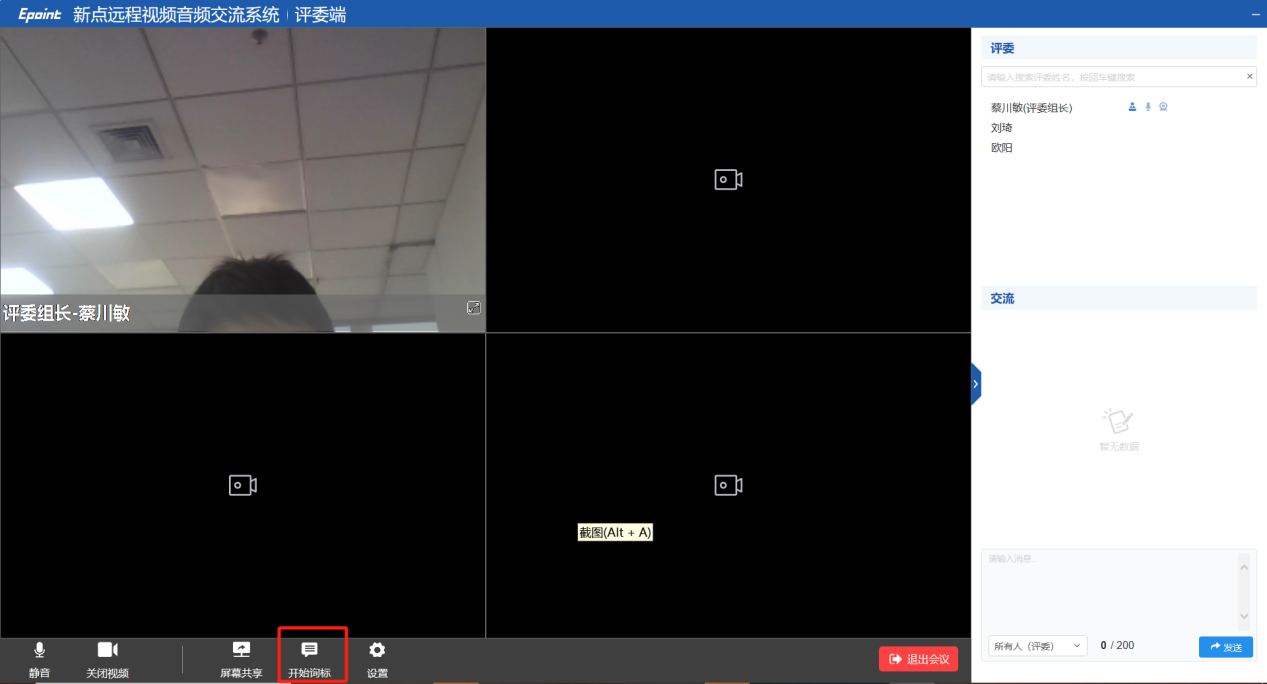 Epoint 新点远程视频音频交流系统 | 评委端
评委组长-蔡川敏
截图(Alt + A)
静音
关闭视频
屏幕共享
开始询标
设置
退出会议
评委
请输入搜索评委姓名，按回车键搜索
蔡川敏(评委组长)
刘琦
欧阳
交流
暂无数据
请输入消息...
所有人（评委）
0 / 200
发送